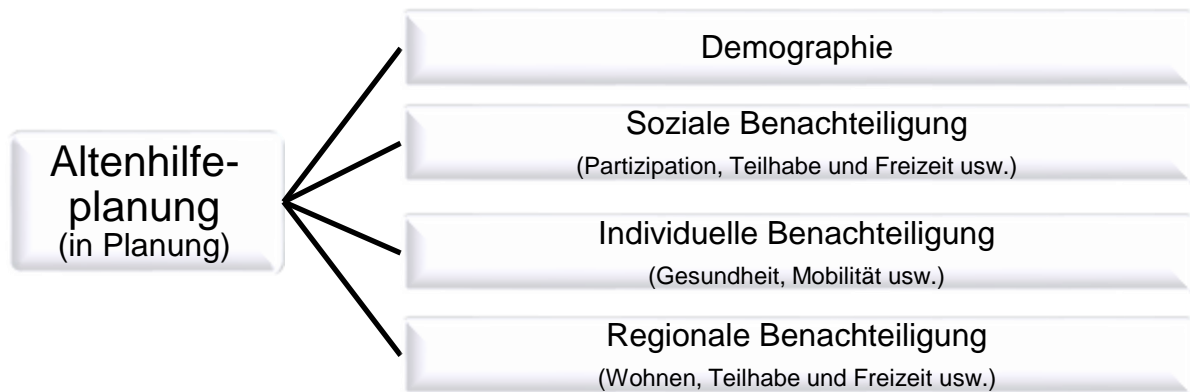 Altenhilfe-
planung
(in Planung)
Demographie
Soziale Benachteiligung
(Partizipation, Teilhabe und Freizeit usw.)
Individuelle Benachteiligung
(Gesundheit, Mobilität usw.)
Regionale Benachteiligung
(Wohnen, Teilhabe und Freizeit usw.)